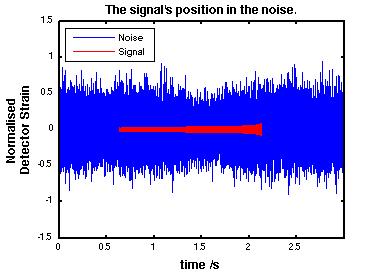 The signal's position in the noise.
Noise
Signal
Normalised
Detector Strain
1.5
1
0.5
0
-0.5
-1
-1.5
0
0.5
1
1.5
2
2.5
time /s